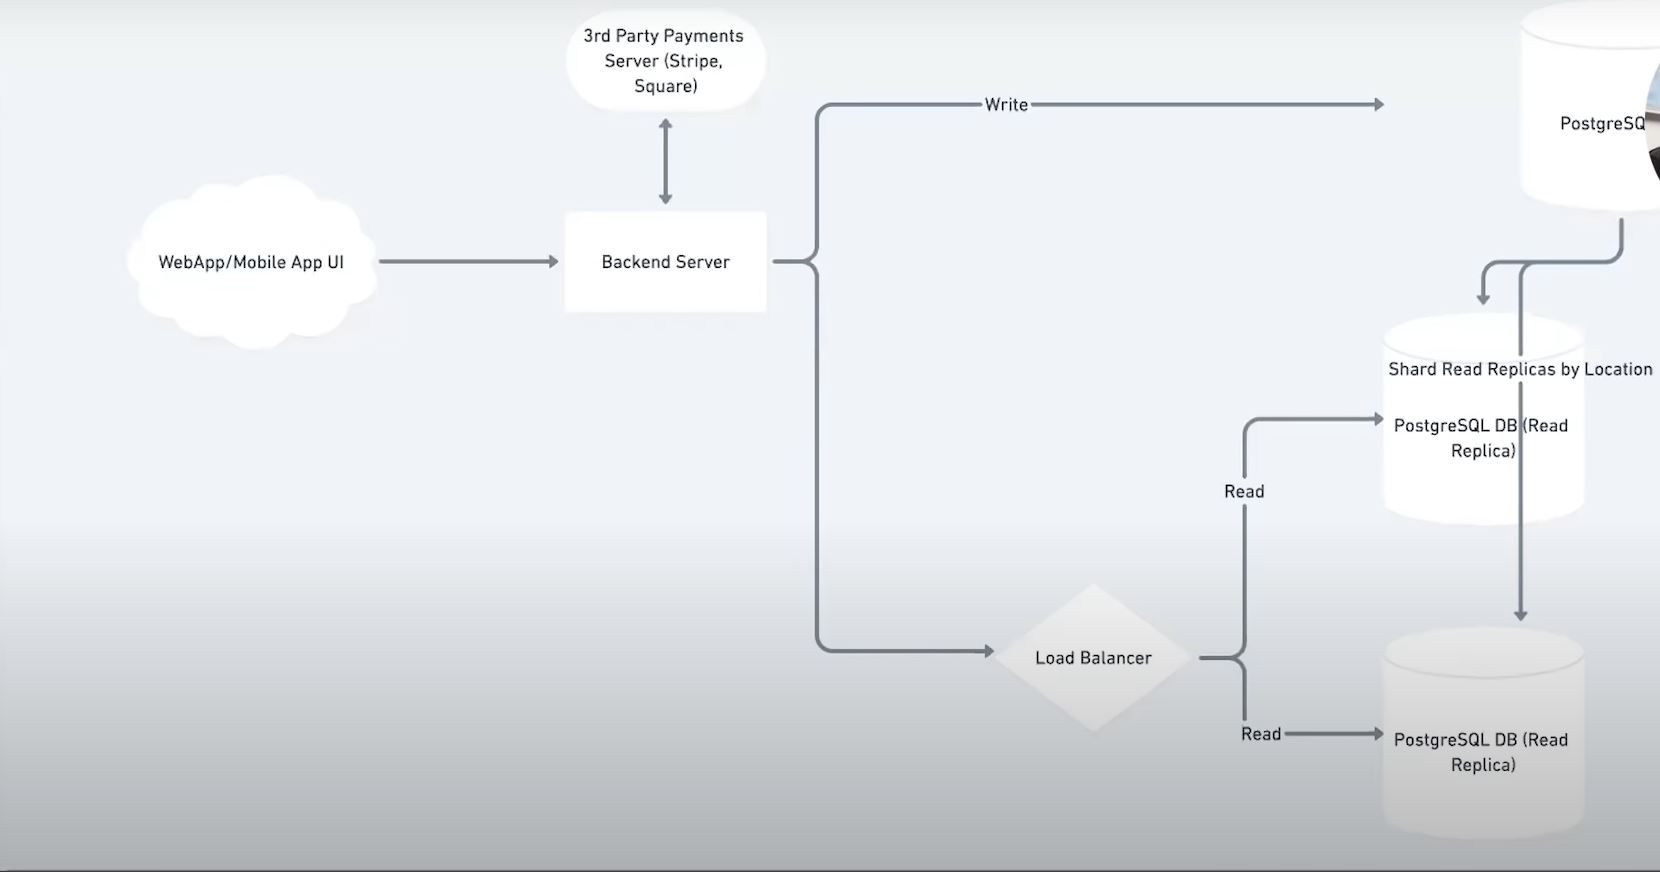 3rd Party Payments
Server (Stripe,
Square)
Write
PostgreSQ
WebApp/Mobile App UI
Backend Server
Shard Read Replicas by Location
PostgreSQL DB (Read
Replica)
Read
Load Balancer
Read
PostgreSQL DB (Read
Replica)